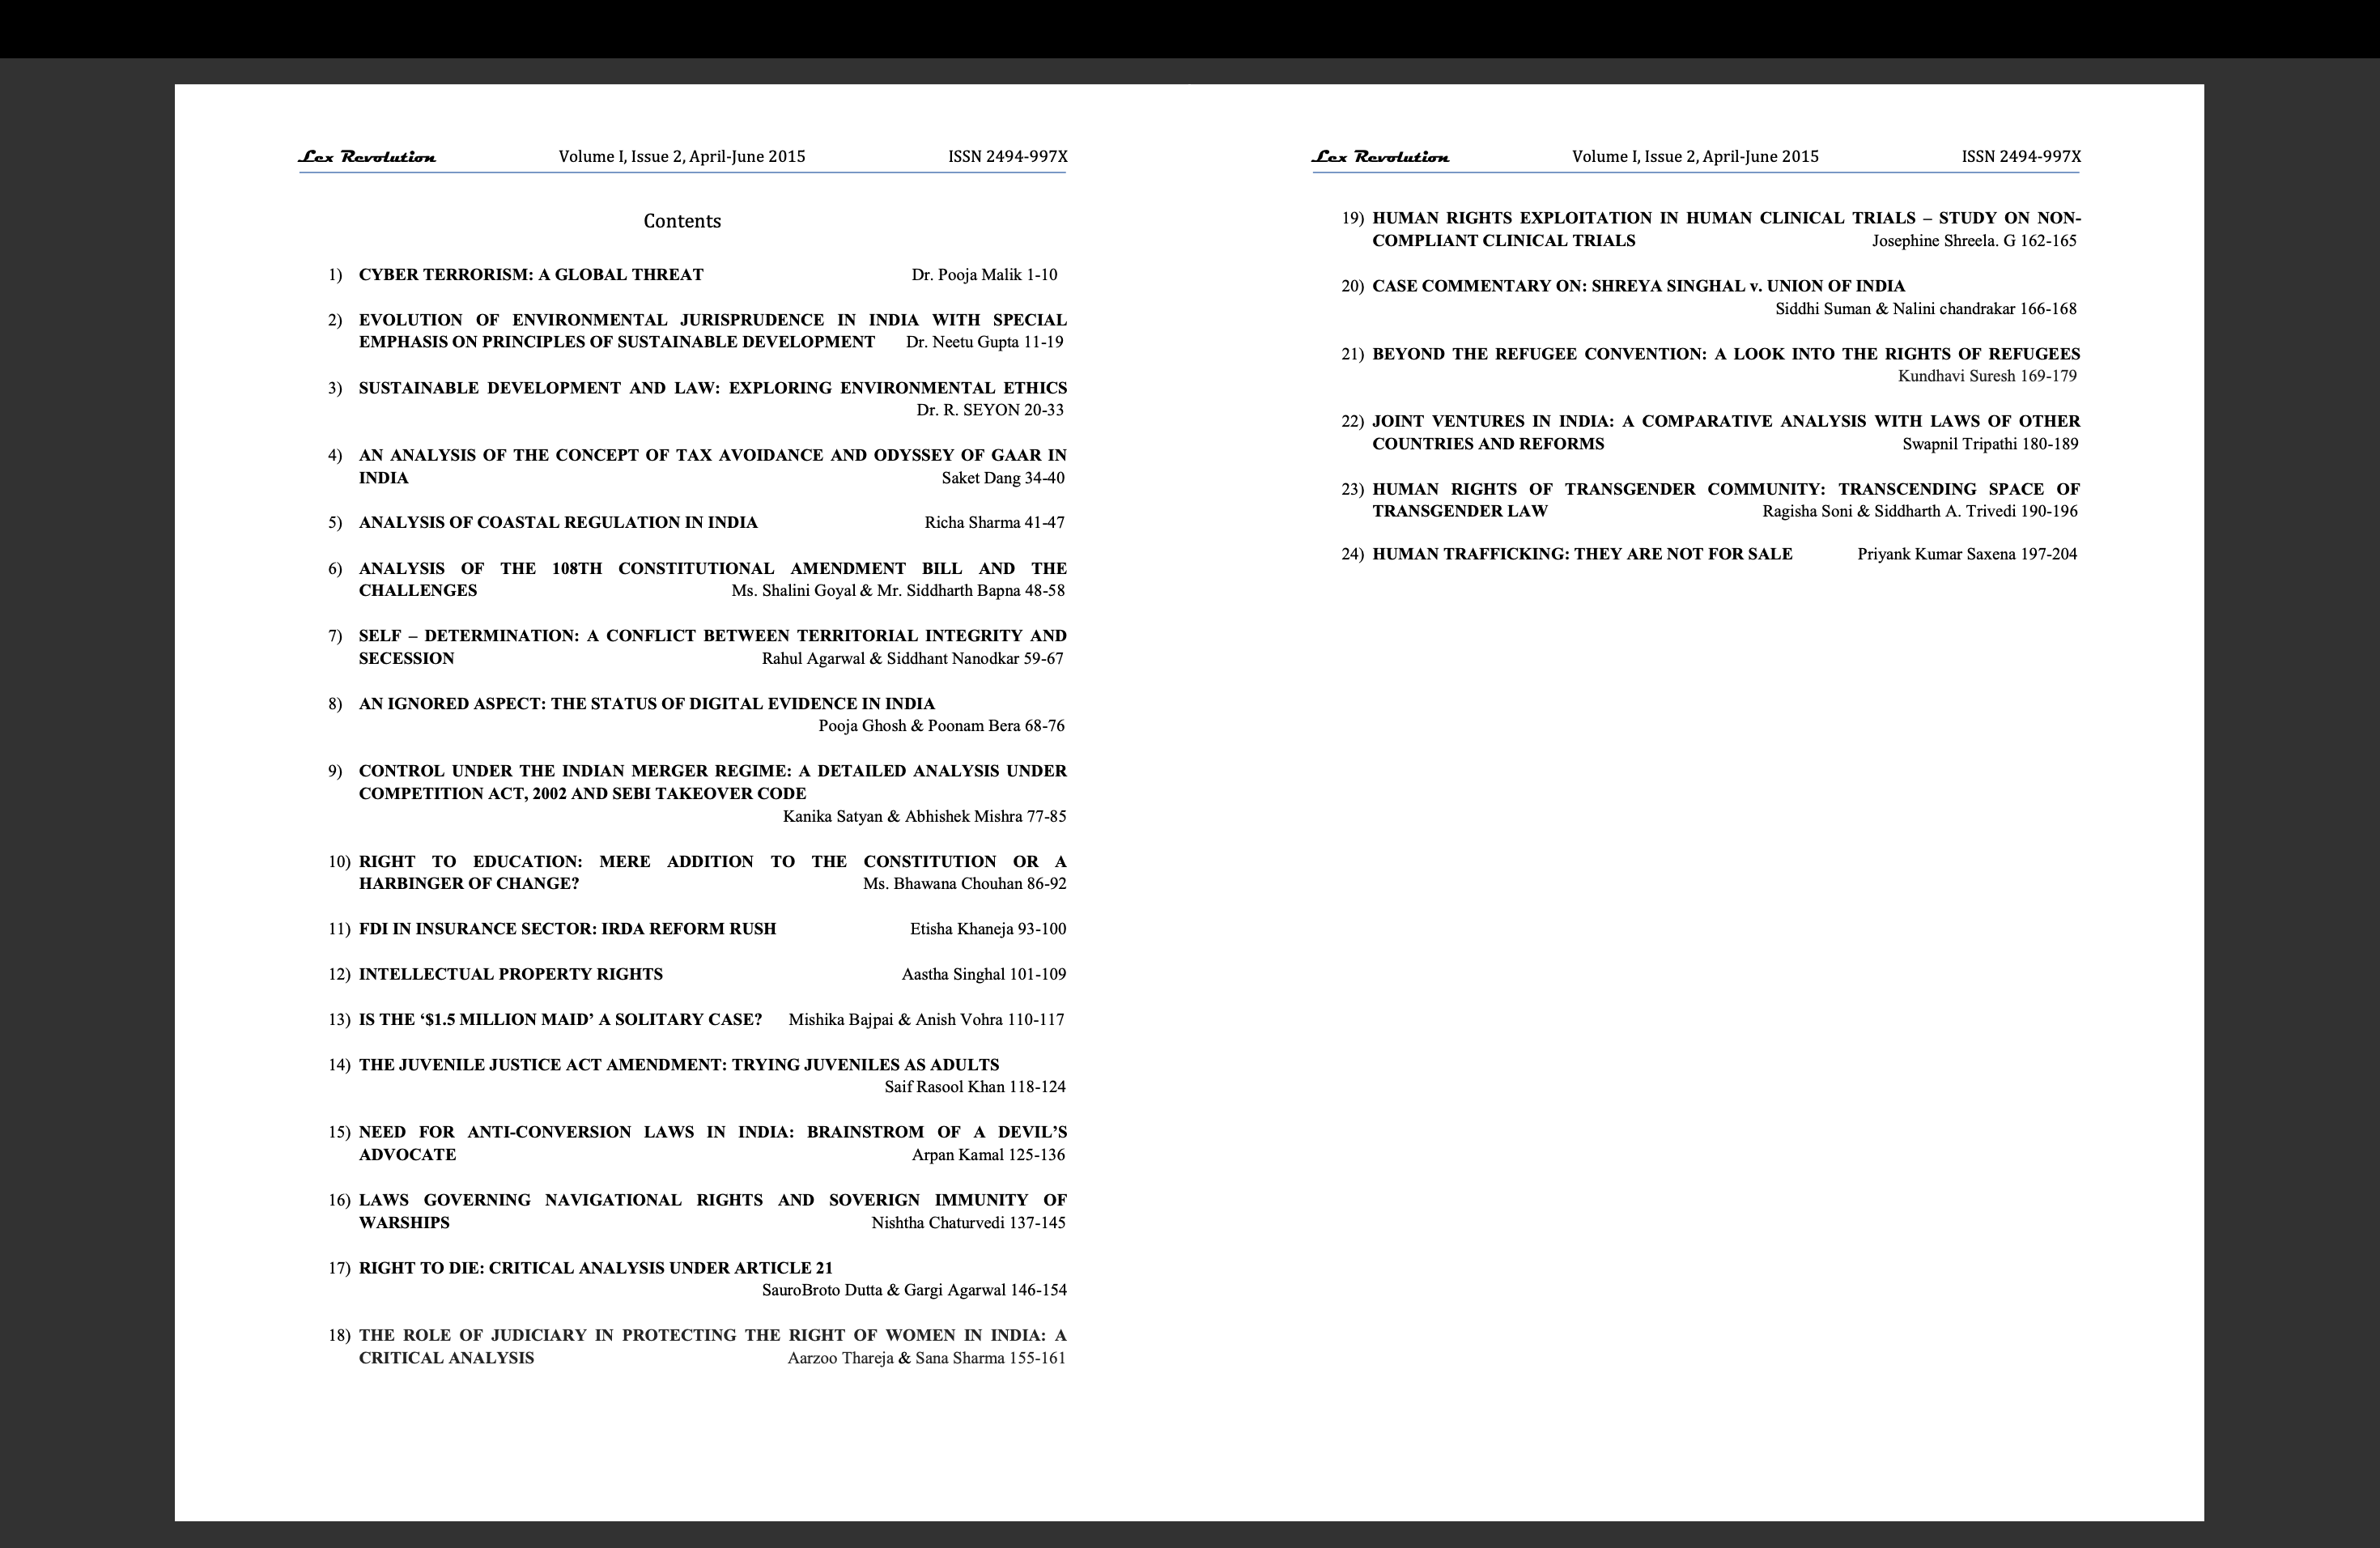 Lex Revolution Volume I, Issue 2, April-June 2015 ISSN 2494-997X
Contents
1) CYBER TERRORISM: A GLOBAL THREAT Dr. Pooja Malik 1-10
2) EVOLUTION OF ENVIRONMENTAL JURISPRUDENCE IN INDIA WITH SPECIAL
EMPHASIS ON PRINCIPLES OF SUSTAINABLE DEVELOPMENT Dr. Neetu Gupta 11-19
3) SUSTAINABLE DEVELOPMENT AND LAW: EXPLORING ENVIRONMENTAL ETHICS
Dr. R. SEYON 20-33
4) AN ANALYSIS OF THE CONCEPT OF TAX AVOIDANCE AND ODYSSEY OF GAAR IN
INDIA Saket Dang 34-40
5) ANALYSIS OF COASTAL REGULATION IN INDIA Richa Sharma 41-47
6) ANALYSIS OF THE 108TH CONSTITUTIONAL AMENDMENT BILL AND THE
CHALLENGES Ms. Shalini Goyal & Mr. Siddharth Bapna 48-58
7) SELF – DETERMINATION: A CONFLICT BETWEEN TERRITORIAL INTEGRITY AND
SECESSION Rahul Agarwal & Siddhant Nanodkar 59-67
8) AN IGNORED ASPECT: THE STATUS OF DIGITAL EVIDENCE IN INDIA
Pooja Ghosh & Poonam Bera 68-76
9) CONTROL UNDER THE INDIAN MERGER REGIME: A DETAILED ANALYSIS UNDER
COMPETITION ACT, 2002 AND SEBI TAKEOVER CODE
Kanika Satyan & Abhishek Mishra 77-85
10) RIGHT TO EDUCATION: MERE ADDITION TO THE CONSTITUTION OR A
HARBINGER OF CHANGE? Ms. Bhawana Chouhan 86-92
11) FDI IN INSURANCE SECTOR: IRDA REFORM RUSH Etisha Khaneja 93-100
12) INTELLECTUAL PROPERTY RIGHTS Aastha Singhal 101-109
13) IS THE ‘$1.5 MILLION MAID’ A SOLITARY CASE? Mishika Bajpai & Anish Vohra 110-117
14) THE JUVENILE JUSTICE ACT AMENDMENT: TRYING JUVENILES AS ADULTS
Saif Rasool Khan 118-124
15) NEED FOR ANTI-CONVERSION LAWS IN INDIA: BRAINSTROM OF A DEVIL’S
ADVOCATE Arpan Kamal 125-136
16) LAWS GOVERNING NAVIGATIONAL RIGHTS AND SOVERIGN IMMUNITY OF
WARSHIPS Nishtha Chaturvedi 137-145
17) RIGHT TO DIE: CRITICAL ANALYSIS UNDER ARTICLE 21
SauroBroto Dutta & Gargi Agarwal 146-154
18) THE ROLE OF JUDICIARY IN PROTECTING THE RIGHT OF WOMEN IN INDIA: A
CRITICAL ANALYSIS Aarzoo Thareja & Sana Sharma 155-161
Lex Revolution Volume I, Issue 2, April-June 2015 ISSN 2494-997X
19) HUMAN RIGHTS EXPLOITATION IN HUMAN CLINICAL TRIALS – STUDY ON NON-
COMPLIANT CLINICAL TRIALS Josephine Shreela. G 162-165
20) CASE COMMENTARY ON: SHREYA SINGHAL v. UNION OF INDIA
Siddhi Suman & Nalini chandrakar 166-168
21) BEYOND THE REFUGEE CONVENTION: A LOOK INTO THE RIGHTS OF REFUGEES
Kundhavi Suresh 169-179
22) JOINT VENTURES IN INDIA: A COMPARATIVE ANALYSIS WITH LAWS OF OTHER
COUNTRIES AND REFORMS Swapnil Tripathi 180-189
23) HUMAN RIGHTS OF TRANSGENDER COMMUNITY: TRANSCENDING SPACE OF
TRANSGENDER LAW Ragisha Soni & Siddharth A. Trivedi 190-196
24) HUMAN TRAFFICKING: THEY ARE NOT FOR SALE Priyank Kumar Saxena 197-204